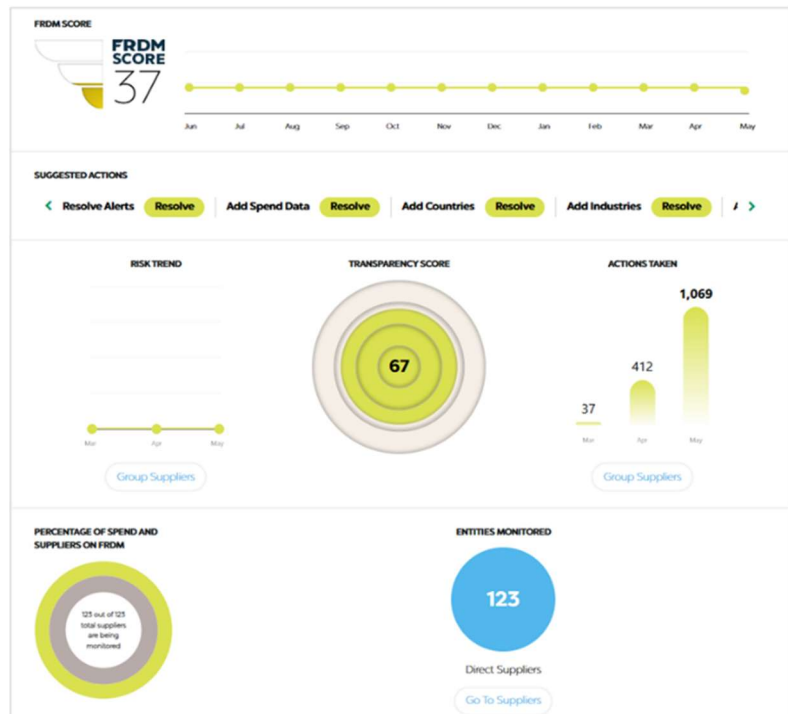 FRDM SCORE
FRDM
SCORE
37
Jun Jul Aug Sep Oct Nov Dec Jan Feb Mar Apr May
SUGGESTED ACTIONS
< Resolve Alerts Resolve Add Spend Data Resolve Add Countries Resolve Add Industries Resolve >
RISK TREND
Mar Apr May
Group Suppliers
TRANSPARENCY SCORE
67
ACTIONS TAKEN
1,069
412
37
Mar Apr May
Group Suppliers
PERCENTAGE OF SPEND AND
SUPPLIERS ON FRDM
123 out of 123
total suppliers
are being
monitored
ENTITIES MONITORED
123
Direct Suppliers
Go To Suppliers